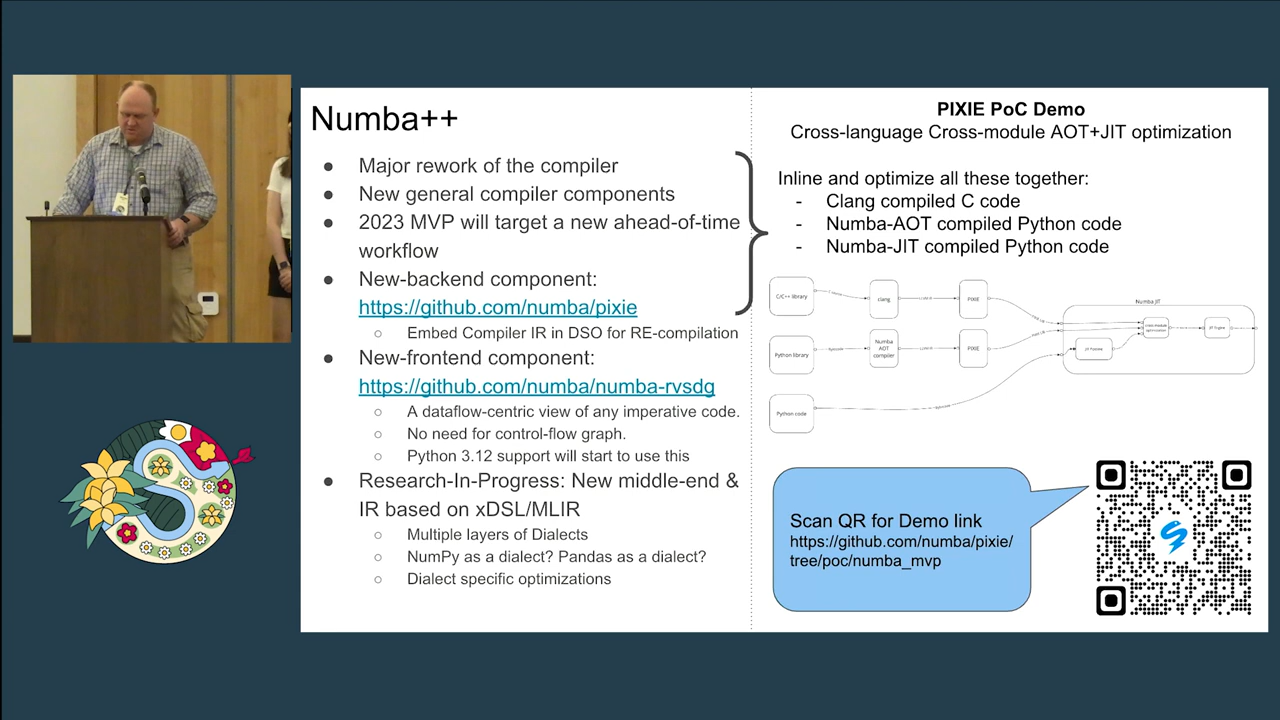 Numba++
● Major rework of the compiler
● New general compiler components
● 2023 MVP will target a new ahead-of-time
workflow
● New-backend component:
https://github.com/numba/pixie
○ Embed Compiler IR in DSO for RE-compilation
● New-frontend component:
https://github.com/numba/numba-rvsdg
○ A dataflow-centric view of any imperative code.
○ No need for control-flow graph.
○ Python 3.12 support will start to use this
● Research-In-Progress: New middle-end &
IR based on xDSL/MLIR
○ Multiple layers of Dialects
○ NumPy as a dialect? Pandas as a dialect?
○ Dialect specific optimizations
PIXIE PoC Demo
Cross-language Cross-module AOT+JIT optimization
Inline and optimize all these together:
- Clang compiled C code
- Numba-AOT compiled Python code
- Numba-JIT compiled Python code
C/C++ library
clang
PIXIE
Numba JIT
Python library
Numba
AOT
compiler
PIXIE
Python code
Scan QR for Demo link
https://github.com/numba/pixie/
tree/poc/numba_mvp